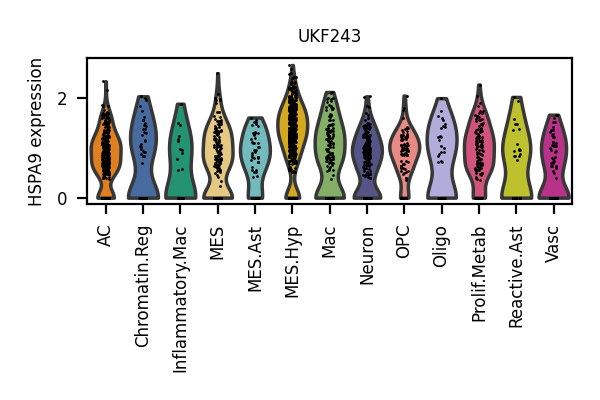 UKF243
HSPA9 expression
2
0
AC
Chromatin.Reg
Inflammatory.Mac
MES
MES.Ast
MES.Hyp
Mac
Neuron
OPC
Oligo
Prolif.Metab
Reactive.Ast
Vasc